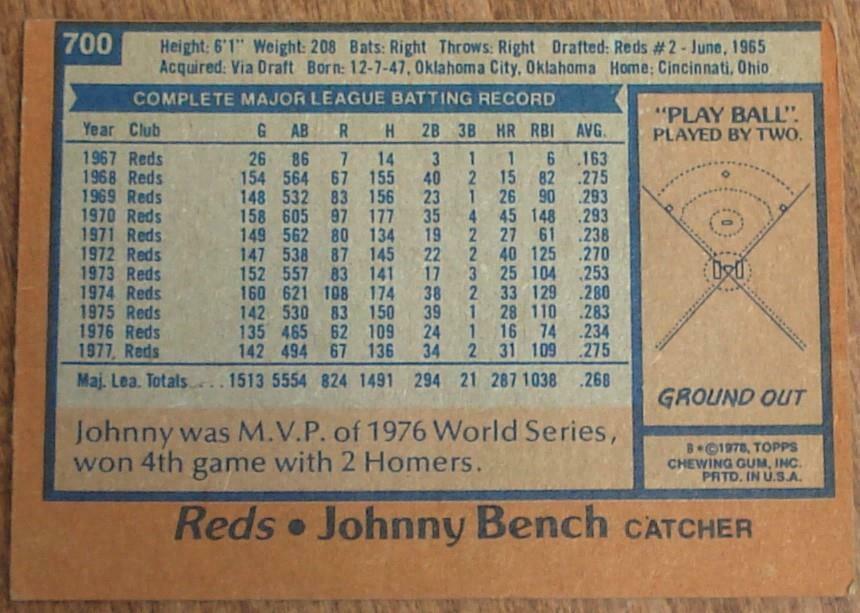 700
Height: 6'1" Weight: 208 Bats: Right Throws: Right Drafted: Reds #2 - June, 1965
Acquired: Via Draft Born: 12-7-47, Oklahoma City, Oklahoma Home: Cincinnati, Ohio
COMPLETE MAJOR LEAGUE BATTING RECORD
Year Club G AB R H 2B 3B HR RBI AVG.
1967 Reds 26 86 7 14 3 1 1 6 .163
1968 Reds 154 564 67 155 40 2 15 82 .275
1969 Reds 148 532 83 156 23 1 26 90 .293
1970 Reds 158 605 97 177 35 4 45 148 .293
1971 Reds 149 562 80 134 19 2 27 61 .238
1972 Reds 147 538 87 145 22 2 40 125 .270
1973 Reds 152 557 83 141 17 3 25 104 .253
1974 Reds 160 621 108 174 38 2 33 129 .280
1975 Reds 142 530 83 150 39 1 28 110 .283
1976 Reds 135 465 62 109 24 1 16 74 .234
1977 Reds 142 494 67 136 34 2 31 109 .275
Maj. Lea. Totals .... 1513 5554 824 1491 294 21 287 1038 .268
Johnny was M.V.P. of 1976 World Series,
won 4th game with 2 Homers.
"PLAY BALL".
PLAYED BY TWO.
GROUND OUT
B*©1978, TOPPS
CHEWING GUM, INC.
PRTD. IN U.S.A.
Reds • Johnny Bench CATCHER